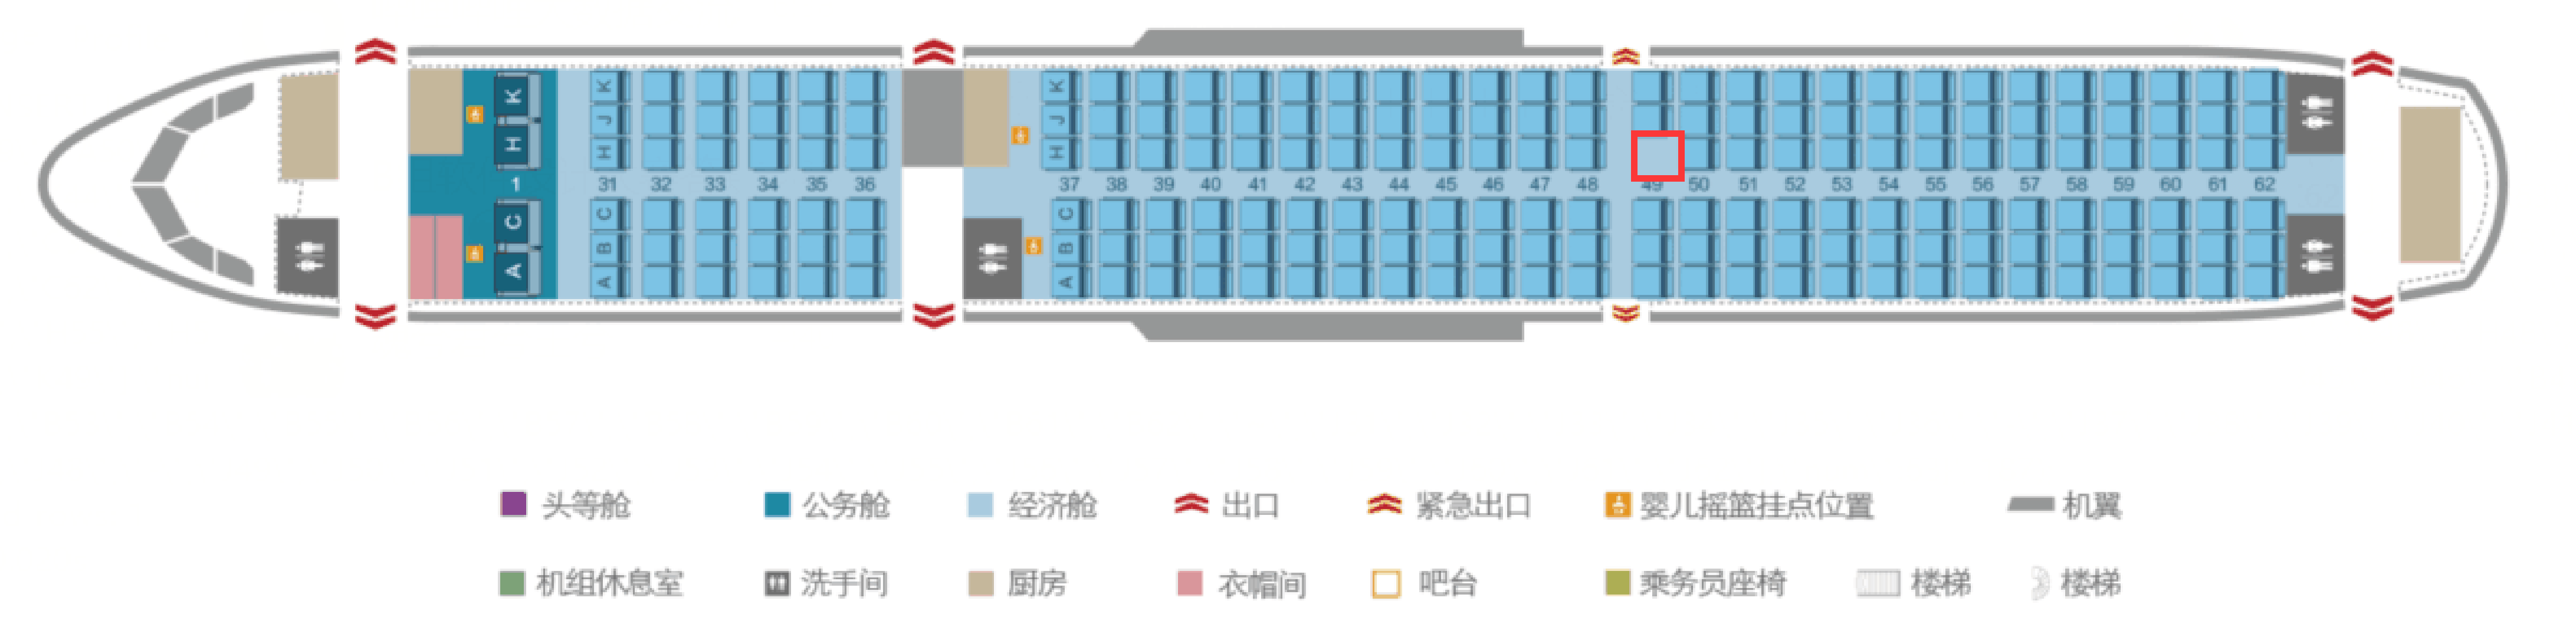 K K K
J J
H H H
1 31 32 33 34 35 36 37 38 39 40 41 42 43 44 45 46 47 48 49 50 51 52 53 54 55 56 57 58 59 60 61 62
C C C
B B
A A A
头等舱 公务舱 经济舱 出口 紧急出口 婴儿摇篮挂点位置 机翼
机组休息室 洗手间 厨房 衣帽间 吧台 乘务员座椅 楼梯 楼梯